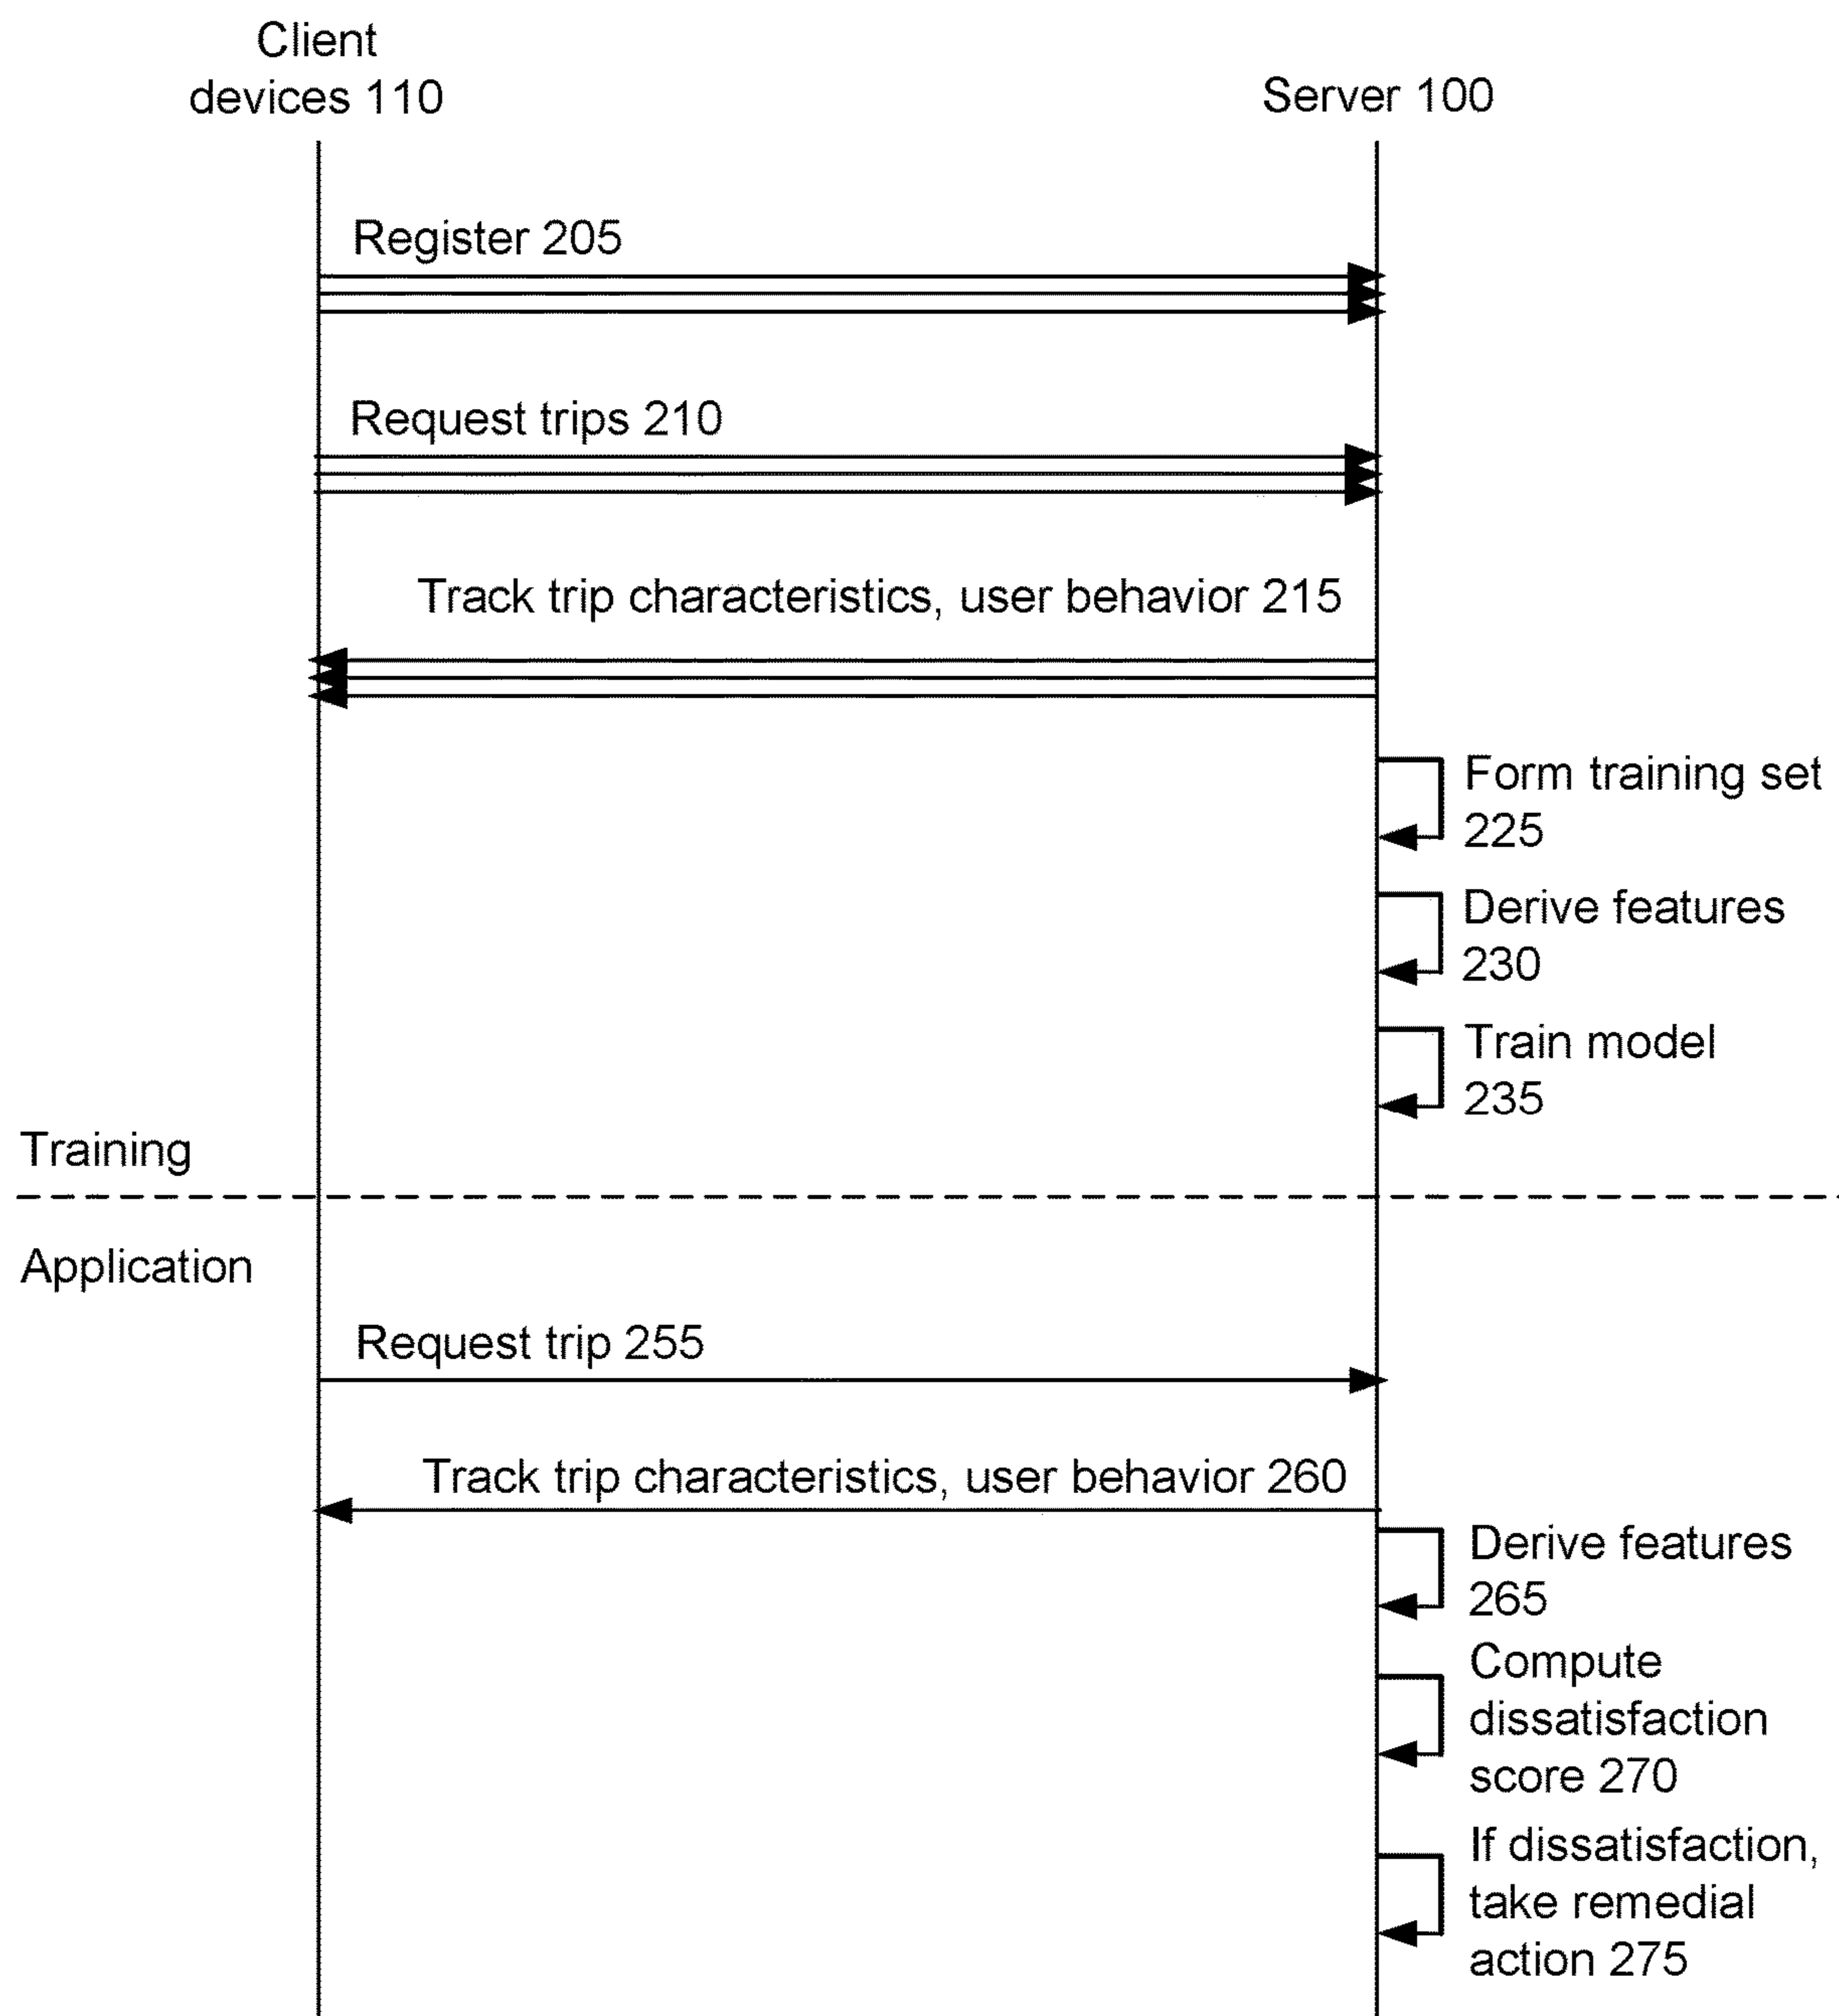 Client
devices 110
Server 100
Register 205
Request trips 210
Track trip characteristics, user behavior 215
Form training set
225
Derive features
230
Train model
235
Training
Application
Request trip 255
Track trip characteristics, user behavior 260
Derive features
265
Compute
dissatisfaction
score 270
If dissatisfaction,
take remedial
action 275